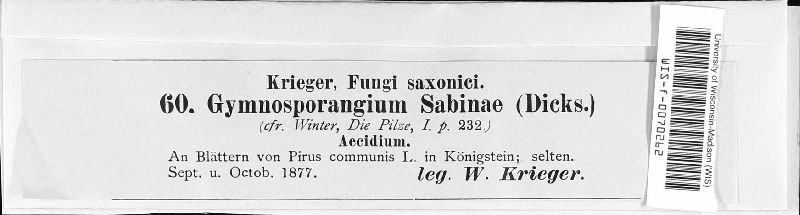 Krieger, Fungi saxonici.
60. Gymnosporangium Sabinae (Dicks.)
(cfr. Winter, Die Pilze, I. p. 232.)
Aecidium.
An Blättern von Pirus communis L. in Königstein; selten.
Sept. u. Octob. 1877. leg. W. Krieger.
University of Wisconsin-Madison (WIS)
WIS-f-0070262